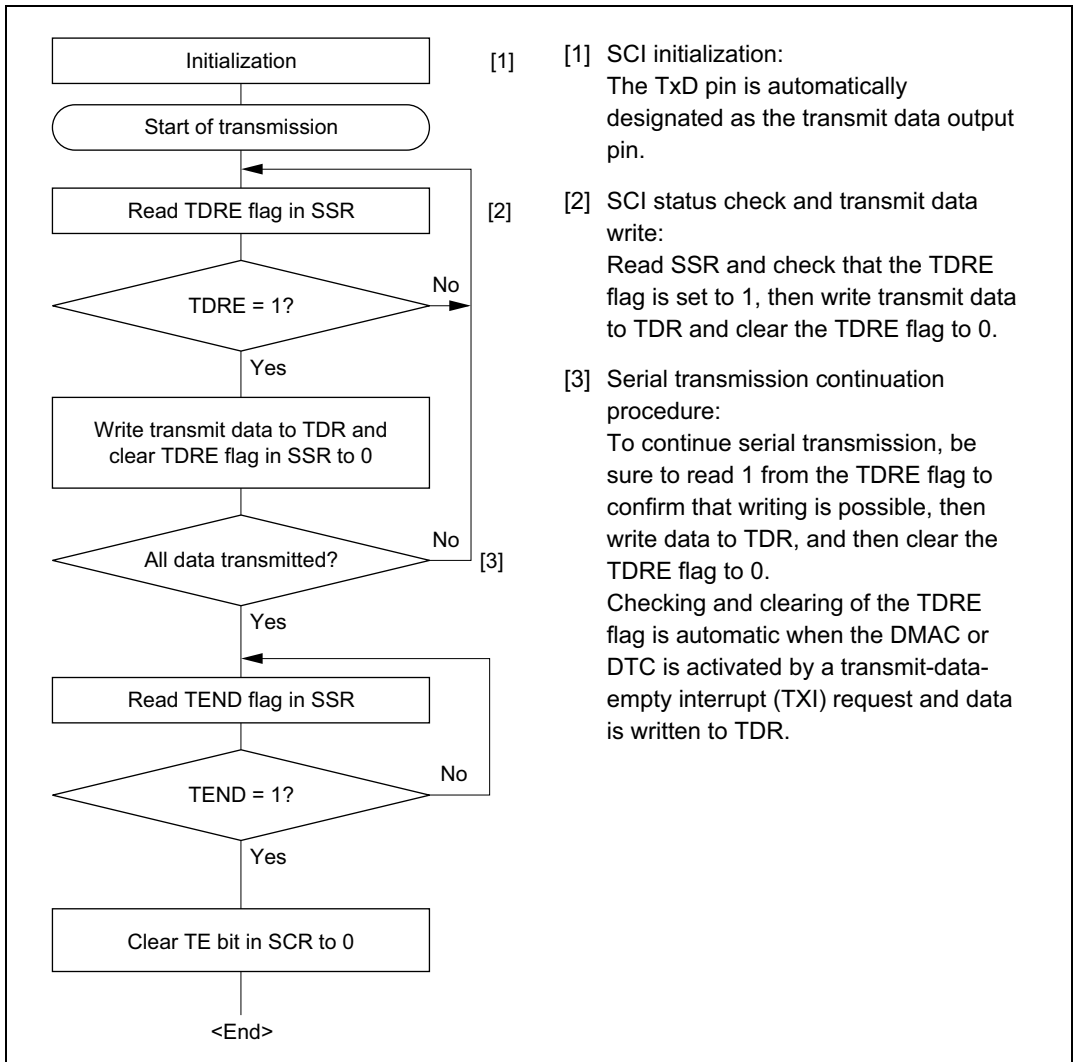 Initialization
[1]
Start of transmission
Read TDRE flag in SSR
[2]
TDRE = 1?
No
Yes
Write transmit data to TDR and
clear TDRE flag in SSR to 0
All data transmitted?
No
[3]
Yes
Read TEND flag in SSR
TEND = 1?
No
Yes
Clear TE bit in SCR to 0
<End>
[1] SCI initialization:
The TxD pin is automatically
designated as the transmit data output
pin.
[2] SCI status check and transmit data
write:
Read SSR and check that the TDRE
flag is set to 1, then write transmit data
to TDR and clear the TDRE flag to 0.
[3] Serial transmission continuation
procedure:
To continue serial transmission, be
sure to read 1 from the TDRE flag to
confirm that writing is possible, then
write data to TDR, and then clear the
TDRE flag to 0.
Checking and clearing of the TDRE
flag is automatic when the DMAC or
DTC is activated by a transmit-data-
empty interrupt (TXI) request and data
is written to TDR.